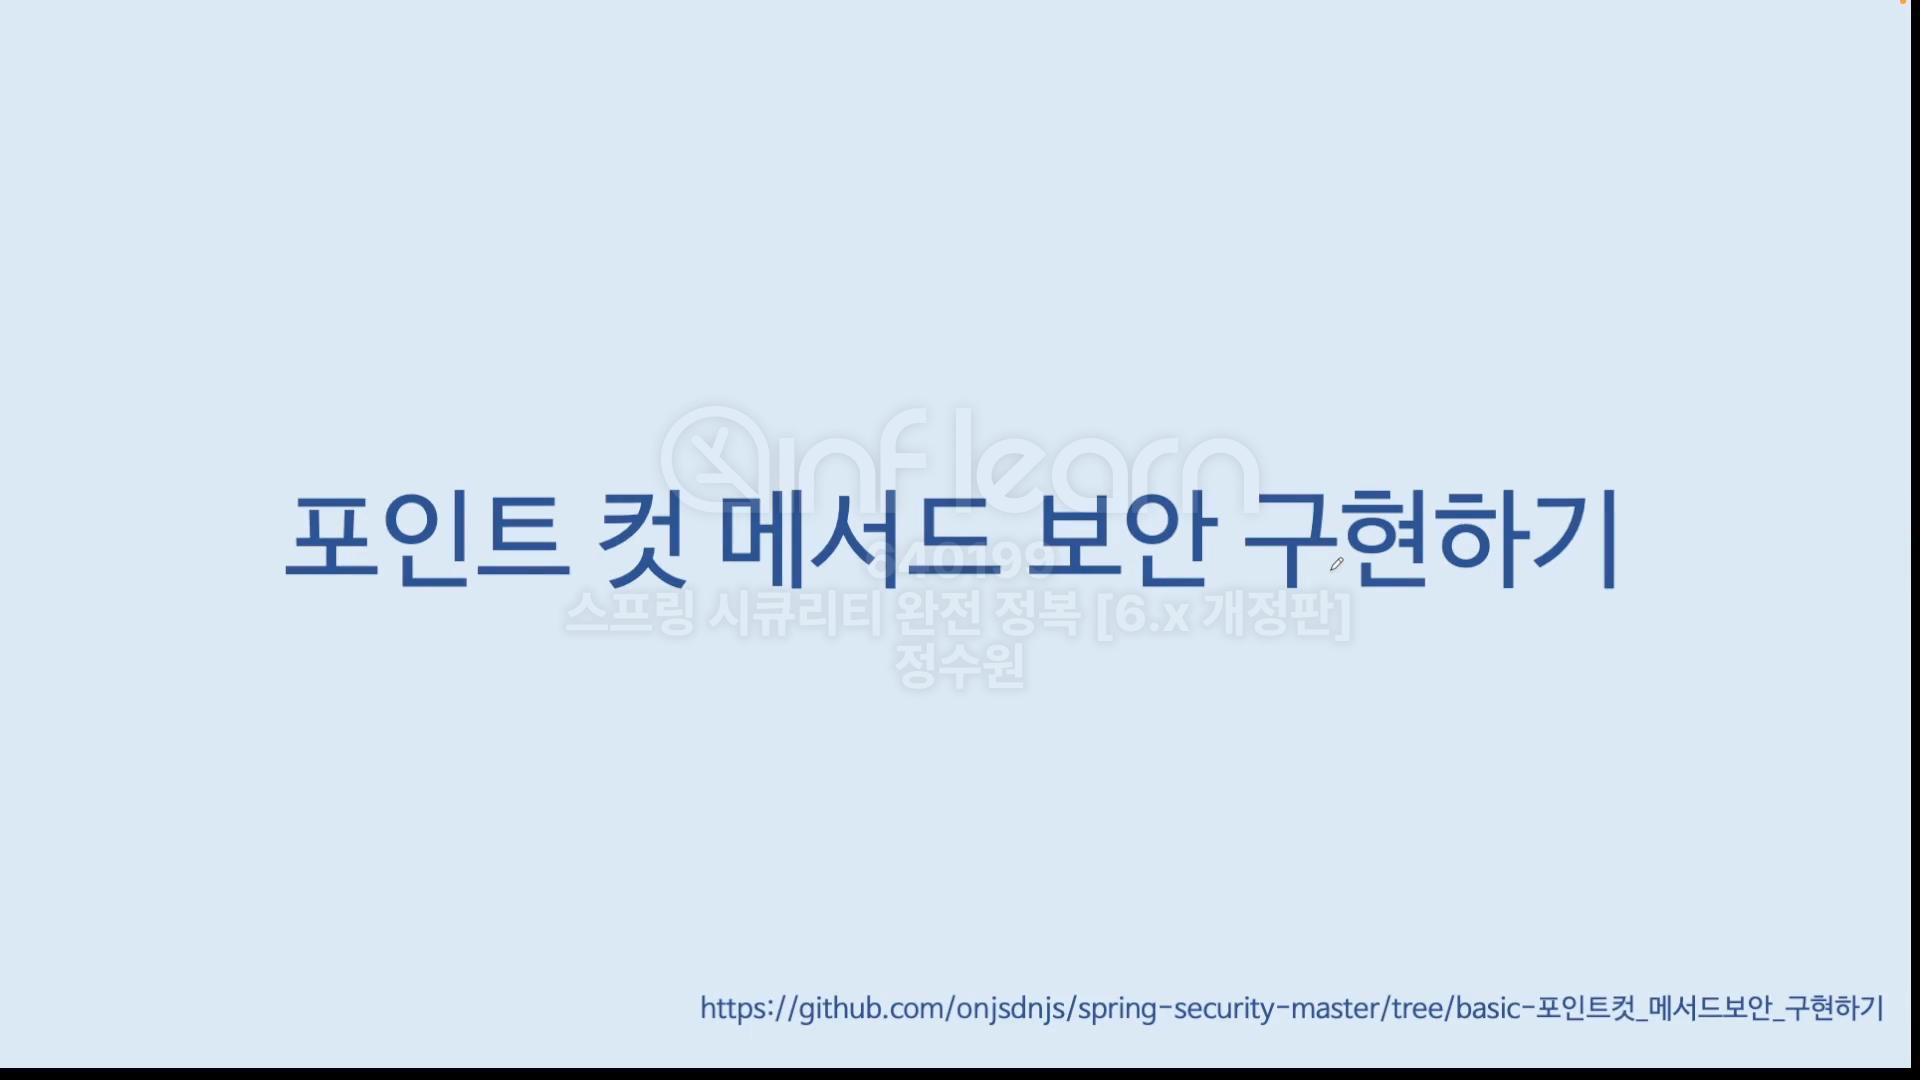 inflearn
포인트 컷 메서드 보안 구현하기
640199
스프링 시큐리티 완전 정복 [6.x 개정판]
정수원
https://github.com/onjsdnjs/spring-security-master/tree/basic-포인트컷_메서드보안_구현하기